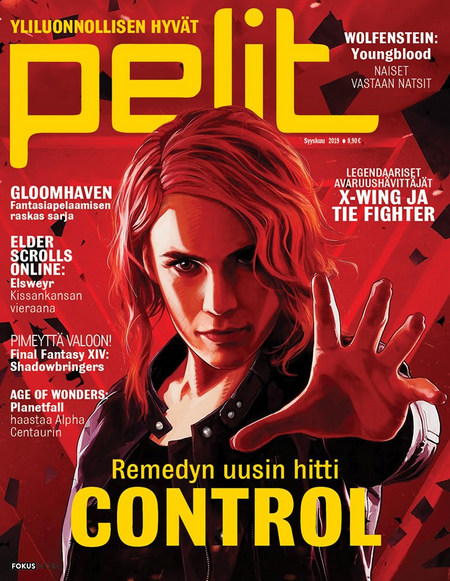 YLILUONNOLLISEN HYVÄT
pelit
WOLFENSTEIN:
Youngblood
NAISET
VASTAAN NATSIT
Syyskuu 2019 ● 8,90 €
LEGENDAARISET
AVARUUSHÄVITTÄJÄT
X-WING JA
TIE FIGHTER
GLOOMHAVEN
Fantasiapelaamisen
raskas sarja
ELDER
SCROLLS
ONLINE:
Elsweyr
Kissankansan
vieraana
PIMEYTTÄ VALOON!
Final Fantasy XIV:
Shadowbringers
AGE OF WONDERS:
Planetfall
haastaa Alpha
Centaurin
Remedyn uusin hitti
CONTROL
FOKUS